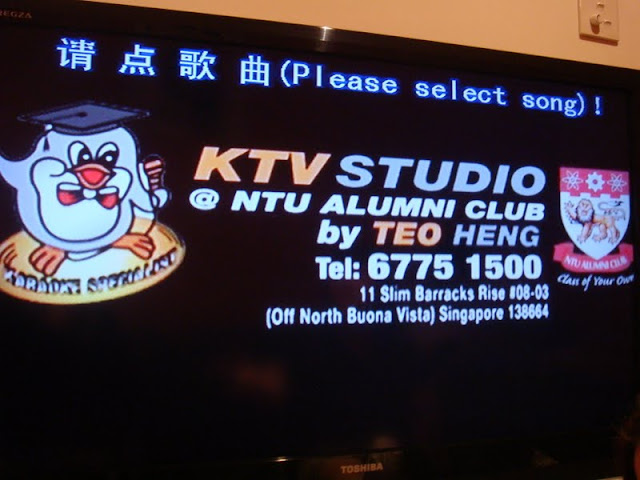 REGZA
请 点 歌 曲(Please select song)!
KTV STUDIO
@ NTU ALUMNI CLUB
by TEO HENG
Tel: 6775 1500
11 Slim Barracks Rise #08-03
(Off North Buona Vista) Singapore 138664
KARAOKE SPECIALIST
NTU ALUMNI CLUB
Class of Your Own
TOSHIBA